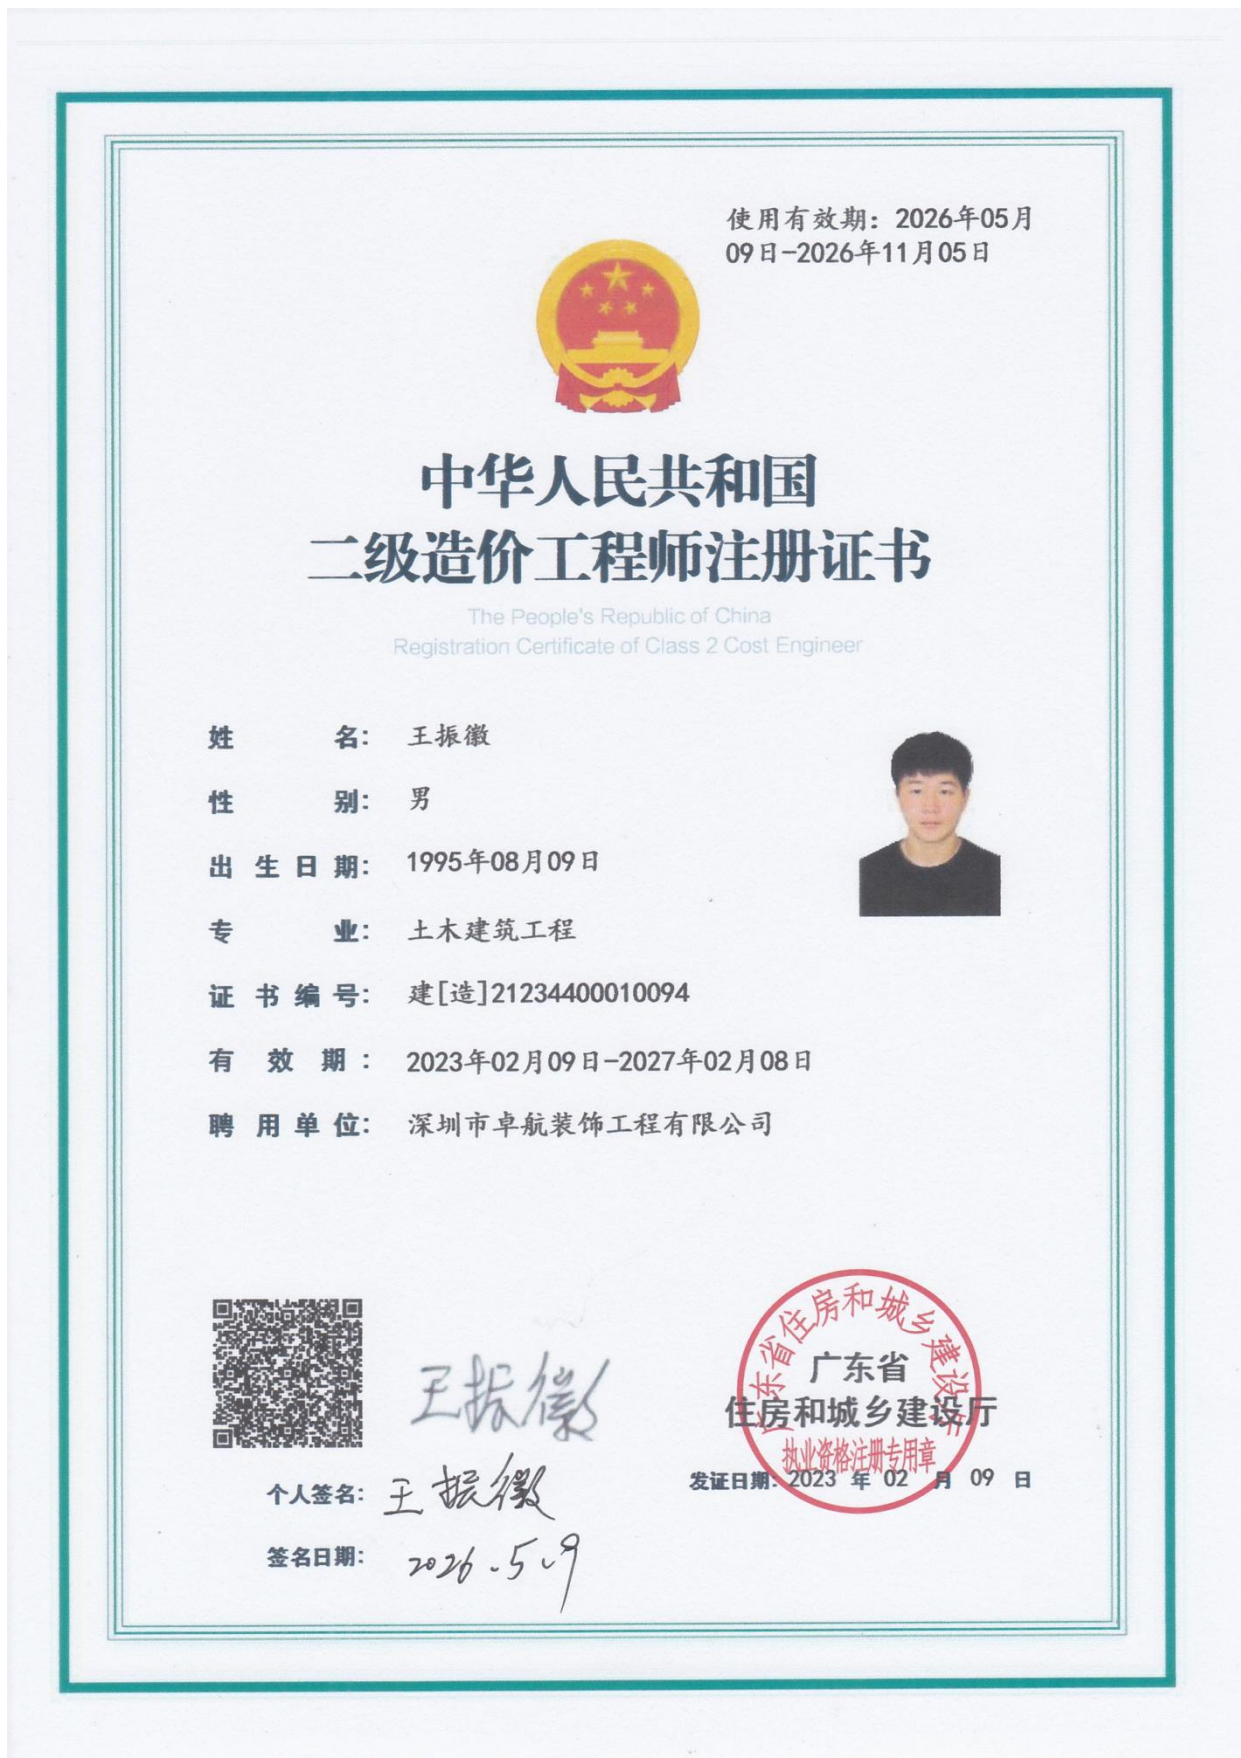 使用有效期：2026年05月
09日-2026年11月05日
中华人民共和国
二级造价工程师注册证书
The People's Republic of China
Registration Certificate of Class 2 Cost Engineer
姓名：王振徽
性别：男
出生日期：1995年08月09日
专业：土木建筑工程
证书编号：建[造]21234400010094
有效期：2023年02月09日-2027年02月08日
聘用单位：深圳市卓航装饰工程有限公司
王振徽
个人签名：王振徽
签名日期：2026.5.9
广东省住房和城乡建设厅
广东省
住房和城乡建设厅
执业资格注册专用章
发证日期：2023 年 02 月 09 日